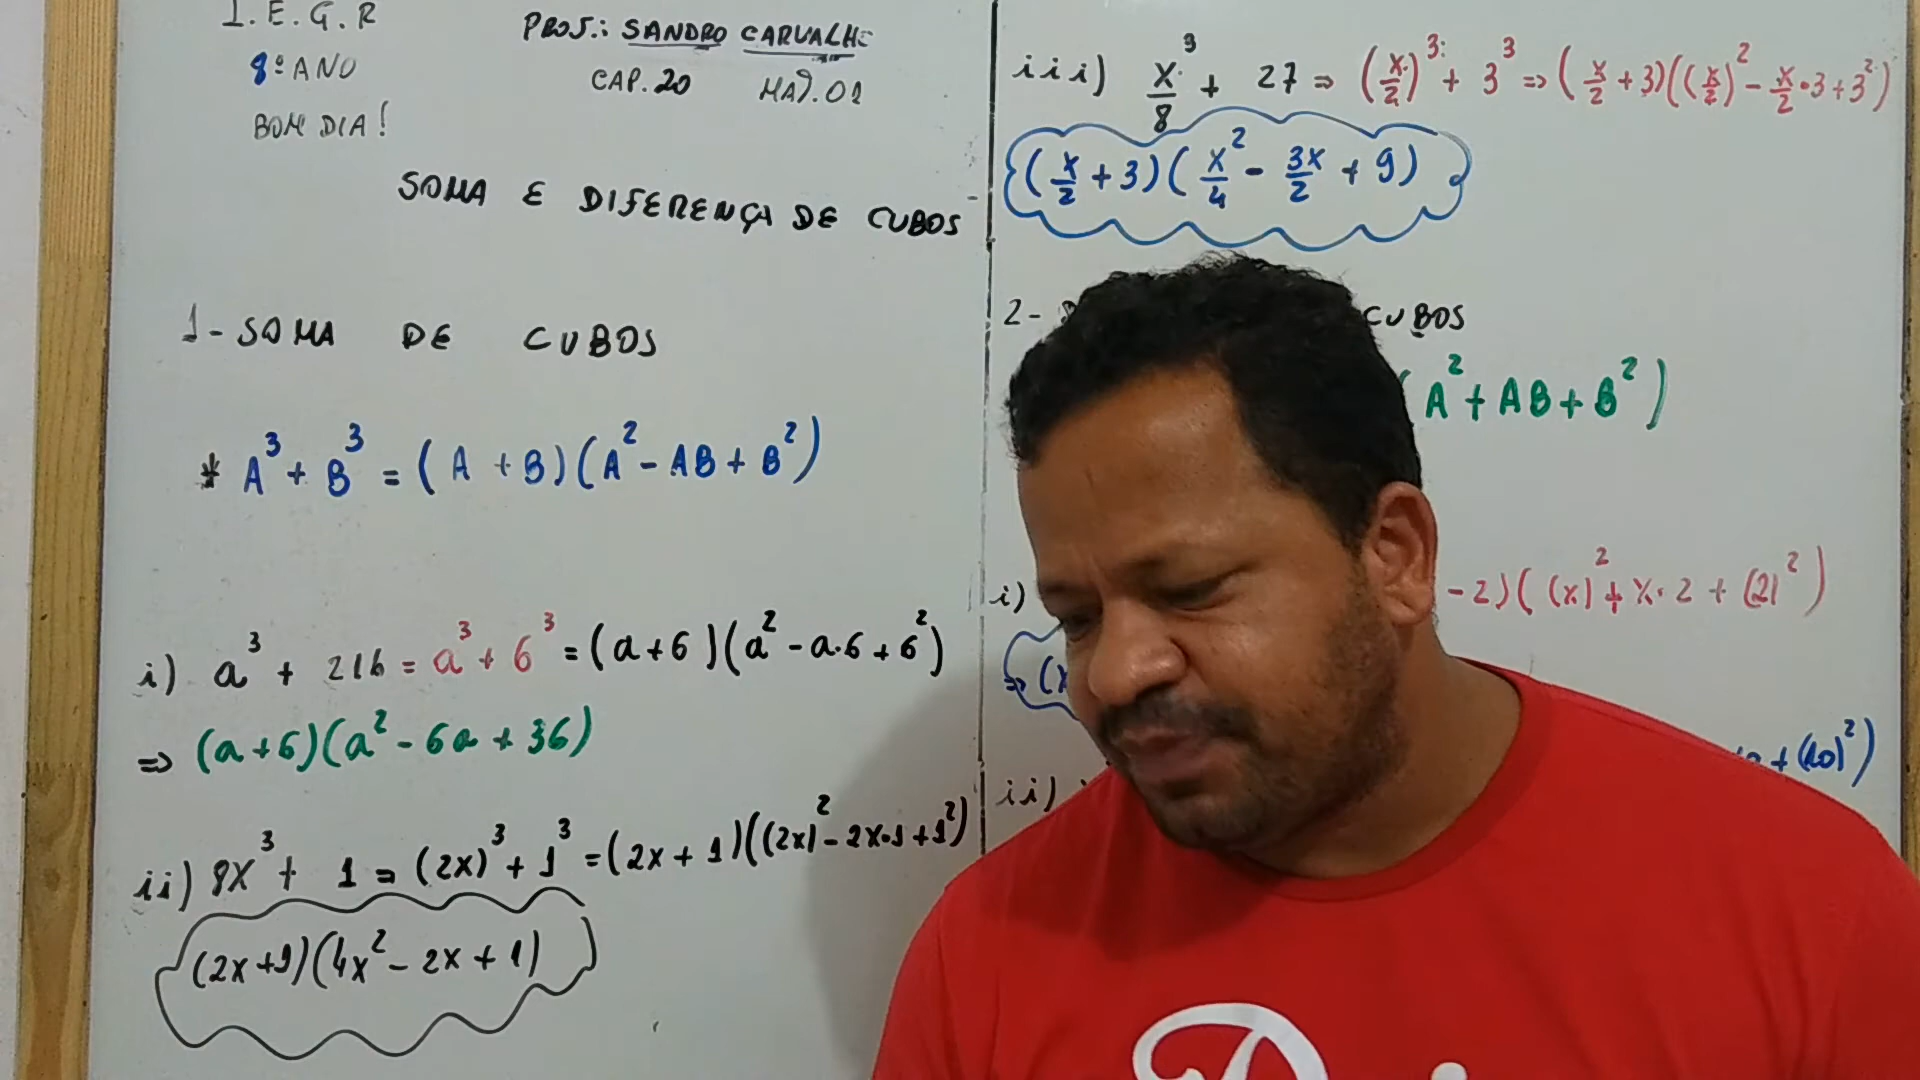 I. E. G. R
8º ANO
BOM DIA!
PROF.: SANDRO CARVALHO
CAP. 20 MAT. 01
SOMA E DIFERENÇA DE CUBOS
1 - SOMA DE CUBOS
* A³ + B³ = (A + B)(A² - AB + B²)
i) a³ + 216 = a³ + 6³ = (a+6)(a² - a·6 + 6²)
⇒ (a+6)(a² - 6a + 36)
ii) 8x³ + 1 = (2x)³ + 1³ = (2x + 1)((2x)² - 2x·1 + 1²)
(2x+1)(4x² - 2x + 1)
iii) x³/8 + 27 ⇒ (x/2)³ + 3³ ⇒ (x/2 + 3)((x/2)² - x/2·3 + 3²)
(x/2 + 3)(x²/4 - 3x/2 + 9)
2 - CUBOS
(A² + AB + B²)
i) - 2)((x)² + x·2 + (2)²)
⇒ (x
ii) + (10)²)